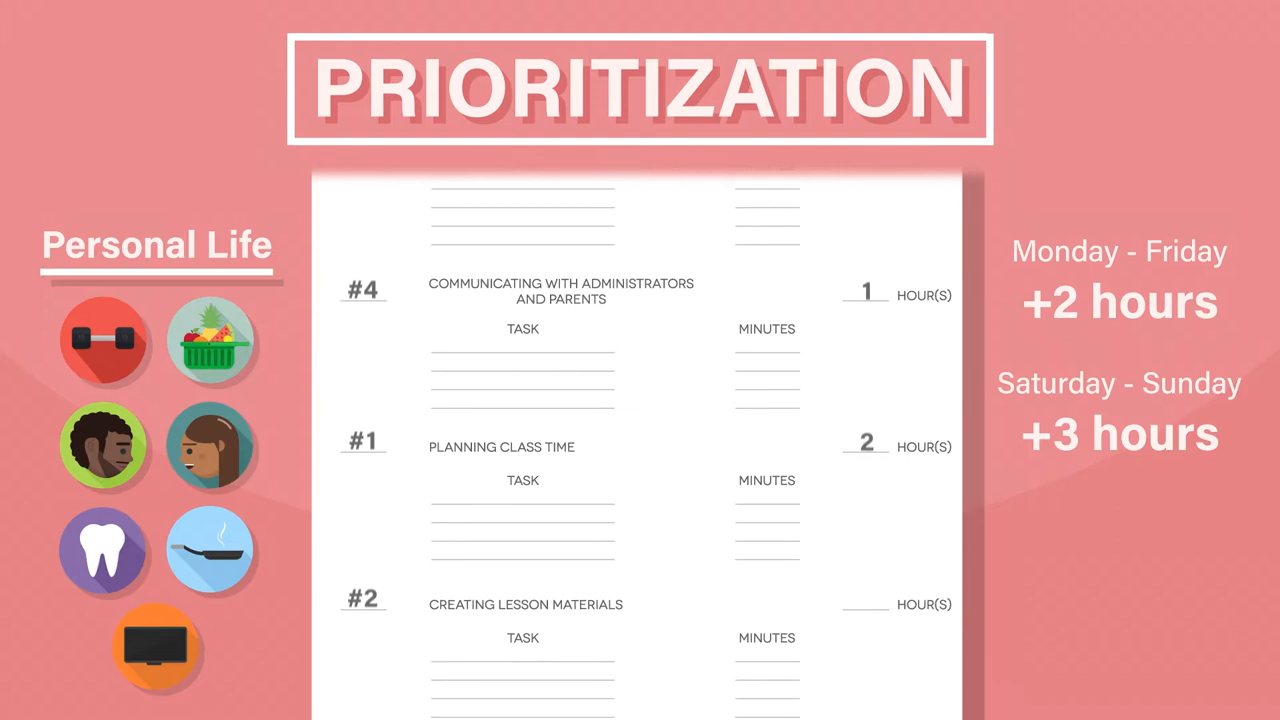 PRIORITIZATION
Personal Life
#4 COMMUNICATING WITH ADMINISTRATORS
AND PARENTS
1 HOUR(S)
TASK MINUTES
#1 PLANNING CLASS TIME 2 HOUR(S)
TASK MINUTES
#2 CREATING LESSON MATERIALS HOUR(S)
TASK MINUTES
Monday - Friday
+2 hours
Saturday - Sunday
+3 hours